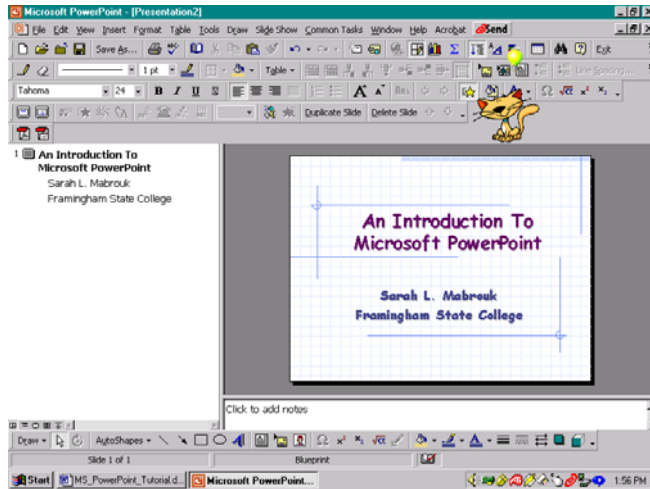 Microsoft PowerPoint - [Presentation2]
File Edit View Insert Format Table Tools Draw Slide Show Common Tasks Window Help Acrobat Send
Save As... Exit
1 pt Table Line Spacing...
Tahoma 24 B I U S A A
Duplicate Slide Delete Slide
1 An Introduction To
Microsoft PowerPoint
Sarah L. Mabrouk
Framingham State College
An Introduction To
Microsoft PowerPoint
Sarah L. Mabrouk
Framingham State College
Click to add notes
Draw AutoShapes
Slide 1 of 1 Blueprint
Start MS_PowerPoint_Tutorial.d... Microsoft PowerPoint... 1:56 PM